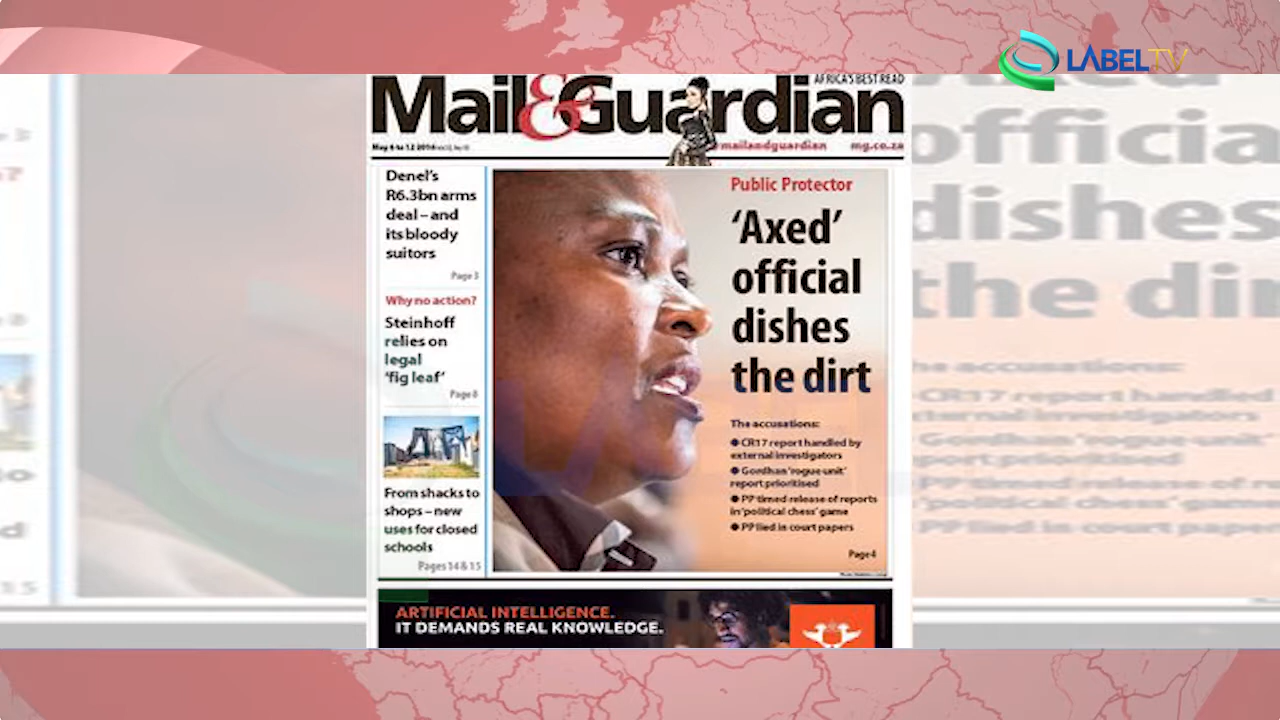 LABEL TV
AFRICA'S BEST READ
Mail&Guardian
mailandguardian mg.co.za
Denel's
R6.3bn arms
deal – and
its bloody
suitors
Page 3
Why no action?
Steinhoff
relies on
legal
'fig leaf'
Page 8
From shacks to
shops – new
uses for closed
schools
Pages 14 & 15
Public Protector
'Axed'
official
dishes
the dirt
The accusations:
● CR17 report handled by
external investigators
● Gordhan 'rogue unit'
report prioritised
● PP timed release of reports
in 'political chess' game
● PP lied in court papers
Page 4
ARTIFICIAL INTELLIGENCE.
IT DEMANDS REAL KNOWLEDGE.